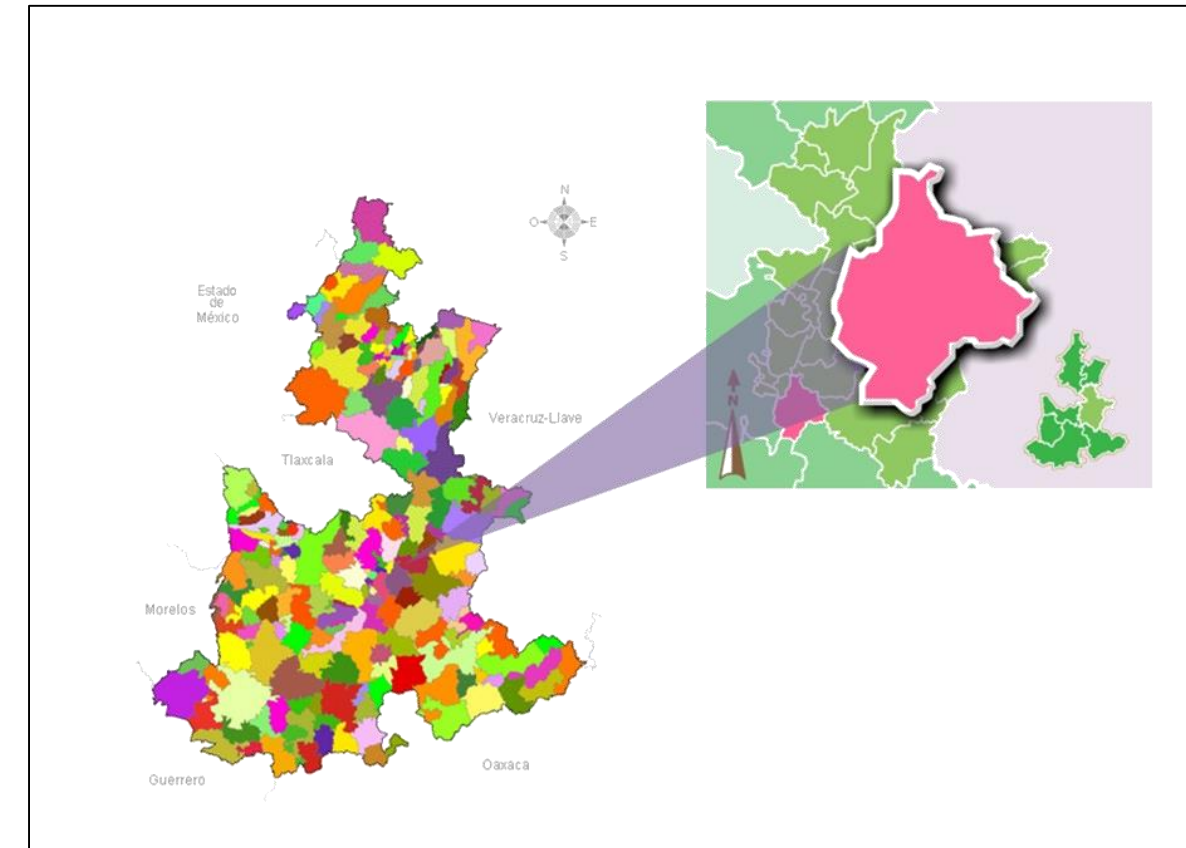 N
O
E
S
Estado
de
México
Veracruz-Llave
Tlaxcala
Morelos
Guerrero
Oaxaca
N